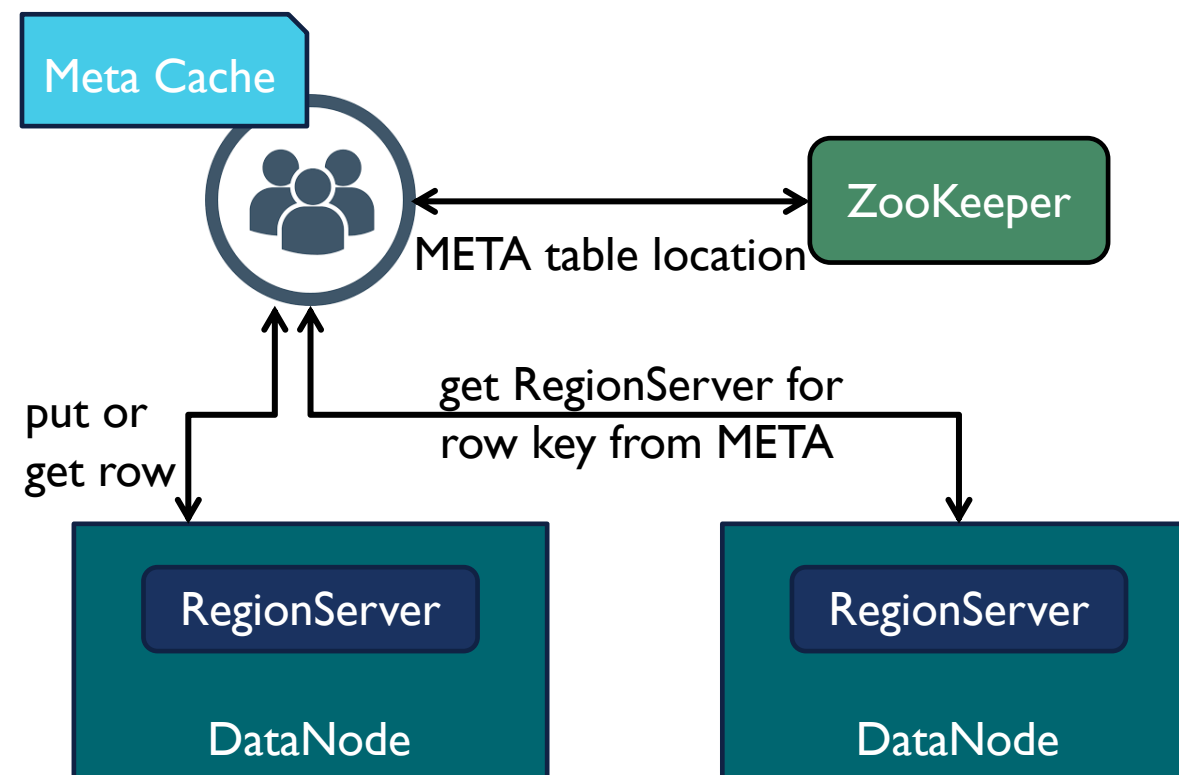 Meta Cache
ZooKeeper
META table location
put or
get row
get RegionServer for
row key from META
RegionServer
DataNode
RegionServer
DataNode